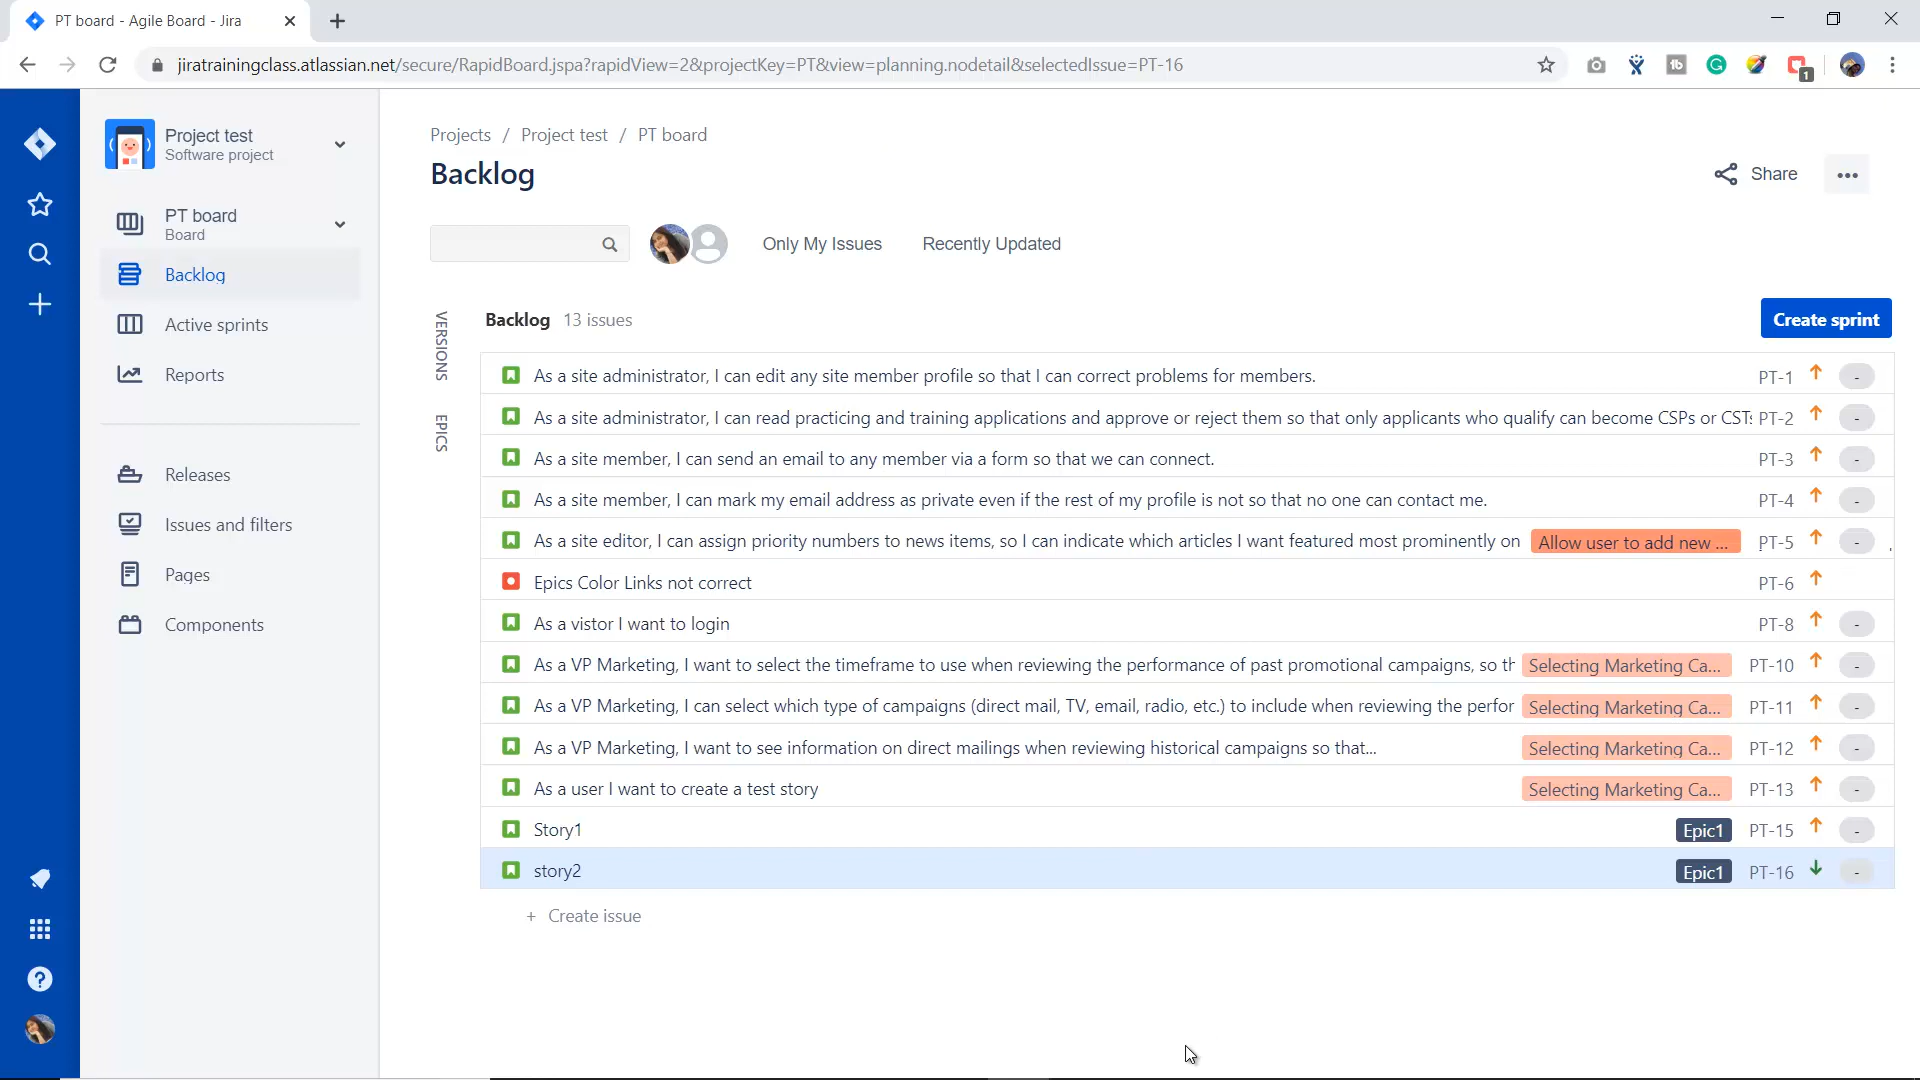 PT board - Agile Board - Jira
jiratrainingclass.atlassian.net/secure/RapidBoard.jspa?rapidView=2&projectKey=PT&view=planning.nodetail&selectedIssue=PT-16
1
Project test
Software project
PT board
Board
Backlog
Active sprints
Reports
Releases
Issues and filters
Pages
Components
Projects / Project test / PT board
Backlog
Share
Only My Issues
Recently Updated
VERSIONS
EPICS
Backlog 13 issues
Create sprint
As a site administrator, I can edit any site member profile so that I can correct problems for members. PT-1 -
As a site administrator, I can read practicing and training applications and approve or reject them so that only applicants who qualify can become CSPs or CSTs PT-2 -
As a site member, I can send an email to any member via a form so that we can connect. PT-3 -
As a site member, I can mark my email address as private even if the rest of my profile is not so that no one can contact me. PT-4 -
As a site editor, I can assign priority numbers to news items, so I can indicate which articles I want featured most prominently on Allow user to add new ... PT-5 -
Epics Color Links not correct PT-6
As a vistor I want to login PT-8 -
As a VP Marketing, I want to select the timeframe to use when reviewing the performance of past promotional campaigns, so th Selecting Marketing Ca... PT-10 -
As a VP Marketing, I can select which type of campaigns (direct mail, TV, email, radio, etc.) to include when reviewing the perfor Selecting Marketing Ca... PT-11 -
As a VP Marketing, I want to see information on direct mailings when reviewing historical campaigns so that... Selecting Marketing Ca... PT-12 -
As a user I want to create a test story Selecting Marketing Ca... PT-13 -
Story1 Epic1 PT-15 -
story2 Epic1 PT-16 -
+ Create issue